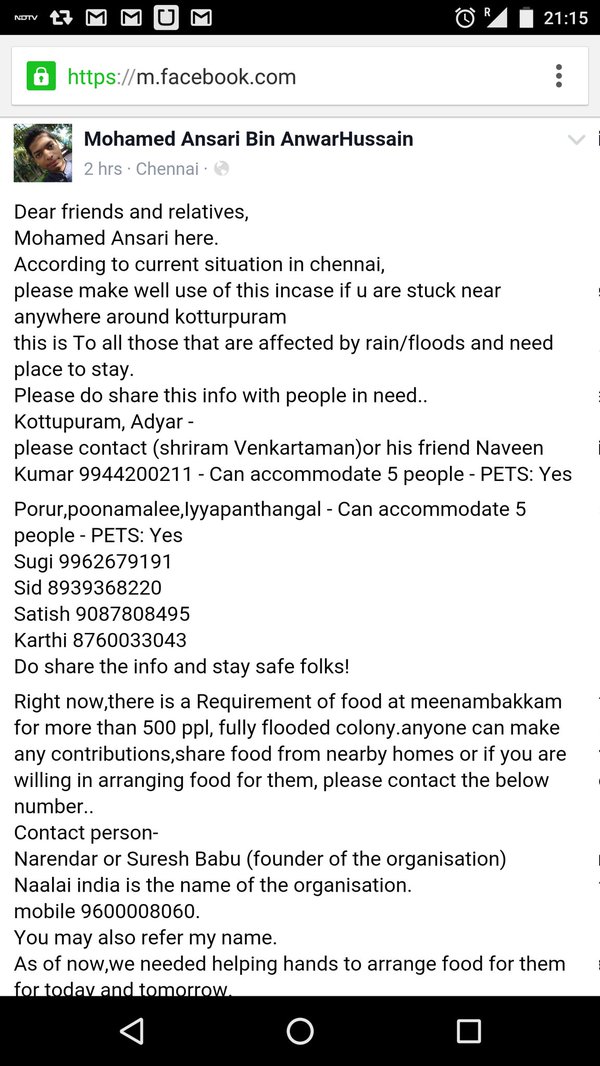 NDTV
R
21:15
https://m.facebook.com
Mohamed Ansari Bin AnwarHussain
2 hrs · Chennai ·
Dear friends and relatives,
Mohamed Ansari here.
According to current situation in chennai,
please make well use of this incase if u are stuck near
anywhere around kotturpuram
this is To all those that are affected by rain/floods and need
place to stay.
Please do share this info with people in need..
Kottupuram, Adyar -
please contact (shriram Venkartaman)or his friend Naveen
Kumar 9944200211 - Can accommodate 5 people - PETS: Yes
Porur,poonamalee,Iyyapanthangal - Can accommodate 5
people - PETS: Yes
Sugi 9962679191
Sid 8939368220
Satish 9087808495
Karthi 8760033043
Do share the info and stay safe folks!
Right now,there is a Requirement of food at meenambakkam
for more than 500 ppl, fully flooded colony.anyone can make
any contributions,share food from nearby homes or if you are
willing in arranging food for them, please contact the below
number..
Contact person-
Narendar or Suresh Babu (founder of the organisation)
Naalai india is the name of the organisation.
mobile 9600008060.
You may also refer my name.
As of now,we needed helping hands to arrange food for them
for today and tomorrow.